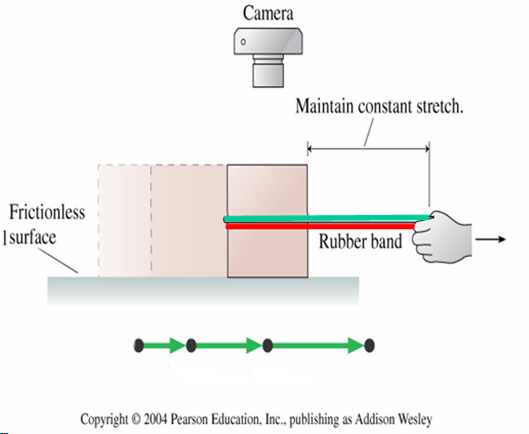 Camera
Maintain constant stretch.
Frictionless
surface
Rubber band
Copyright © 2004 Pearson Education, Inc., publishing as Addison Wesley